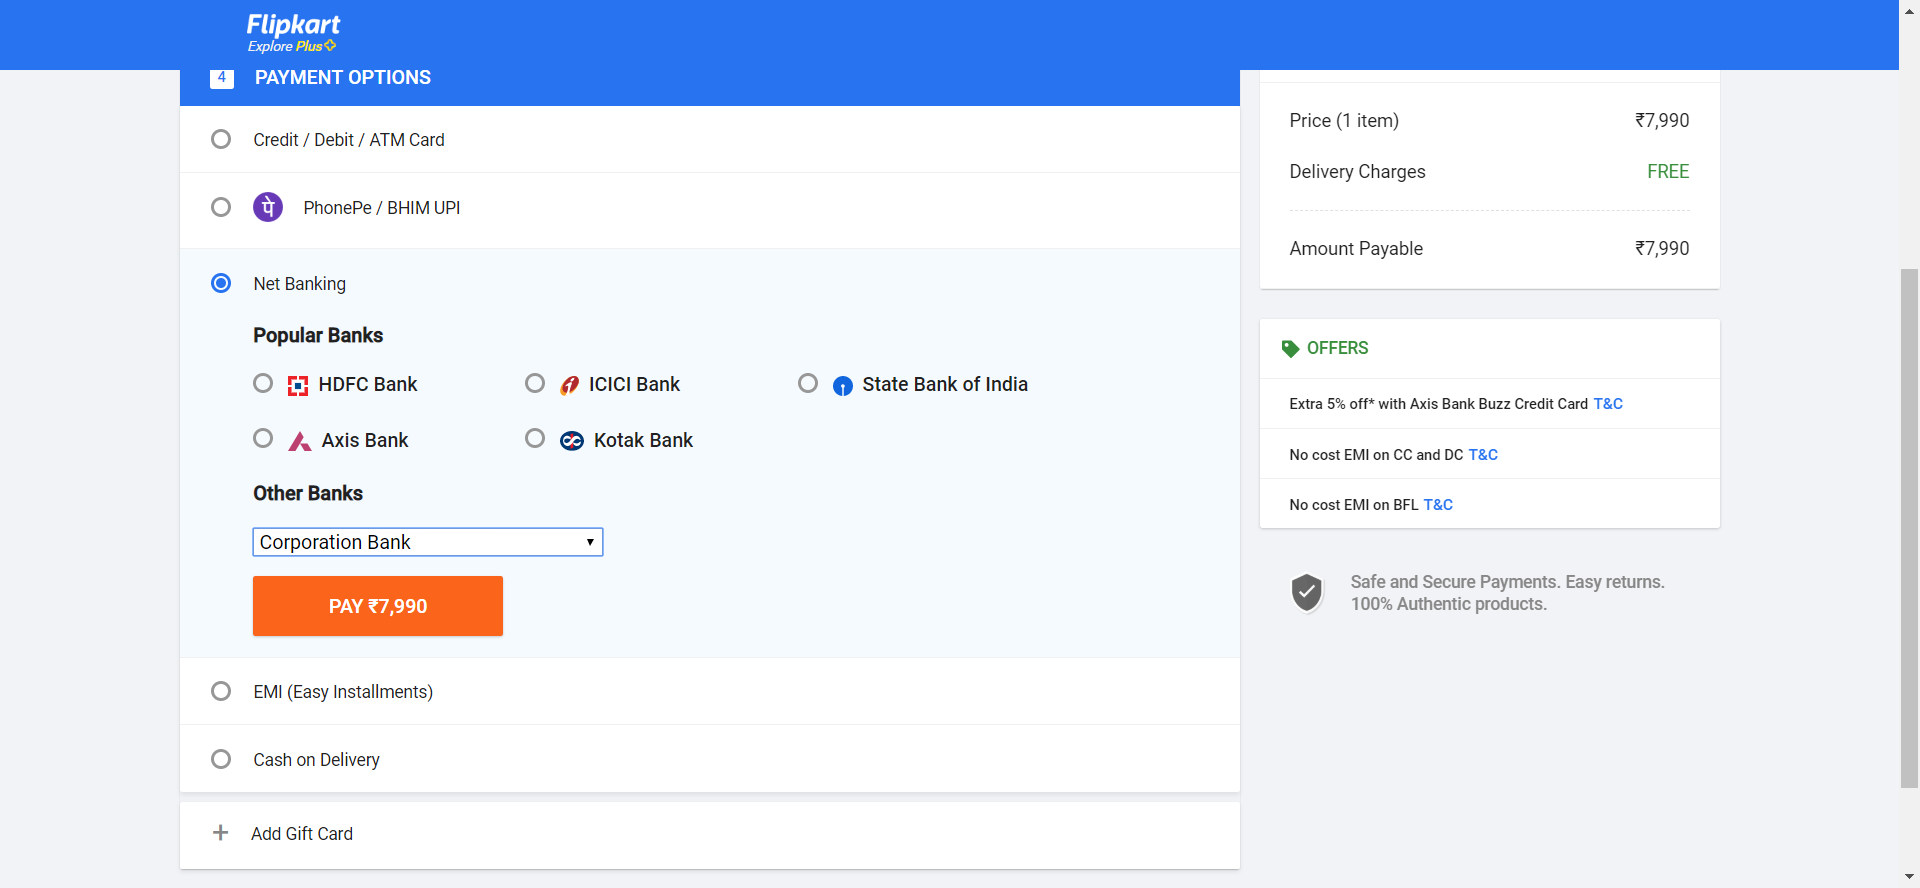 Flipkart
Explore Plus
4 PAYMENT OPTIONS
Credit / Debit / ATM Card
पे PhonePe / BHIM UPI
Net Banking
Popular Banks
HDFC Bank ICICI Bank State Bank of India
Axis Bank Kotak Bank
Other Banks
Corporation Bank
PAY ₹7,990
EMI (Easy Installments)
Cash on Delivery
+ Add Gift Card
Price (1 item) ₹7,990
Delivery Charges FREE
Amount Payable ₹7,990
OFFERS
Extra 5% off* with Axis Bank Buzz Credit Card T&C
No cost EMI on CC and DC T&C
No cost EMI on BFL T&C
Safe and Secure Payments. Easy returns.
100% Authentic products.